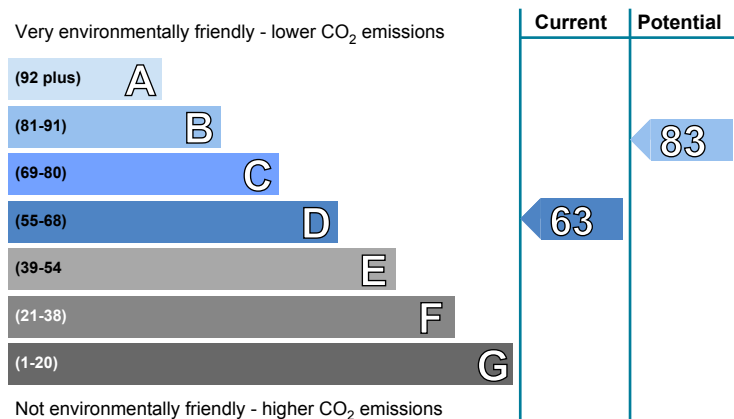 Current Potential
Very environmentally friendly - lower CO₂ emissions
(92 plus) A
(81-91) B
83
(69-80) C
(55-68) D
63
(39-54 E
(21-38) F
(1-20) G
Not environmentally friendly - higher CO₂ emissions